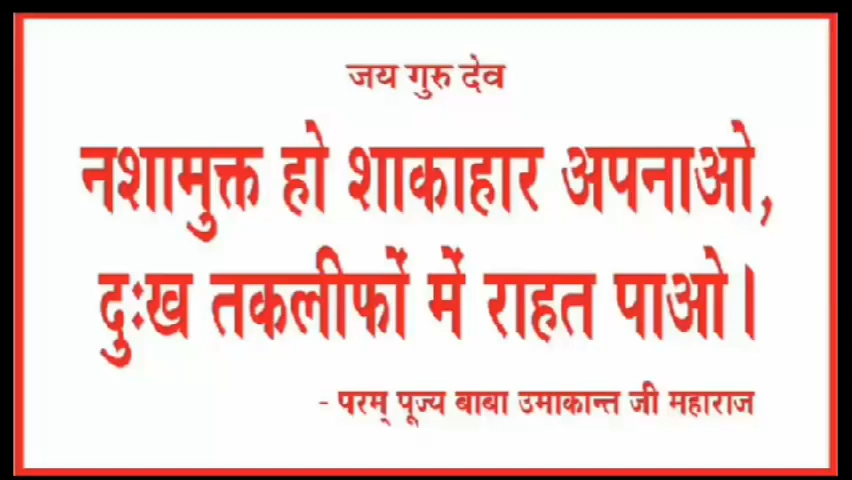 जय गुरु देव
नशामुक्त हो शाकाहार अपनाओ,
दुःख तकलीफों में राहत पाओ।
- परम् पूज्य बाबा उमाकान्त जी महाराज